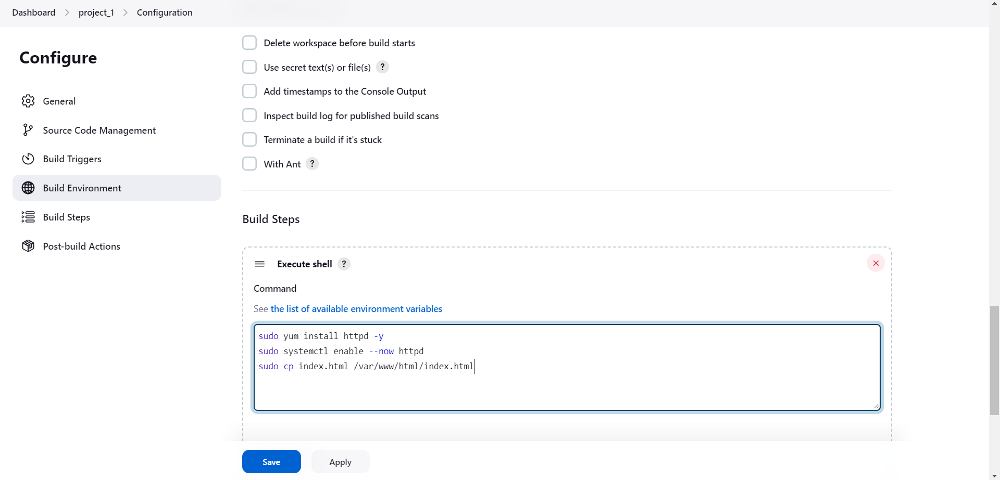 Dashboard > project_1 > Configuration
Configure
General
Source Code Management
Build Triggers
Build Environment
Build Steps
Post-build Actions
Delete workspace before build starts
Use secret text(s) or file(s) ?
Add timestamps to the Console Output
Inspect build log for published build scans
Terminate a build if it's stuck
With Ant ?
Build Steps
Execute shell ?
Command
See the list of available environment variables
sudo yum install httpd -y
sudo systemctl enable --now httpd
sudo cp index.html /var/www/html/index.html
Save Apply